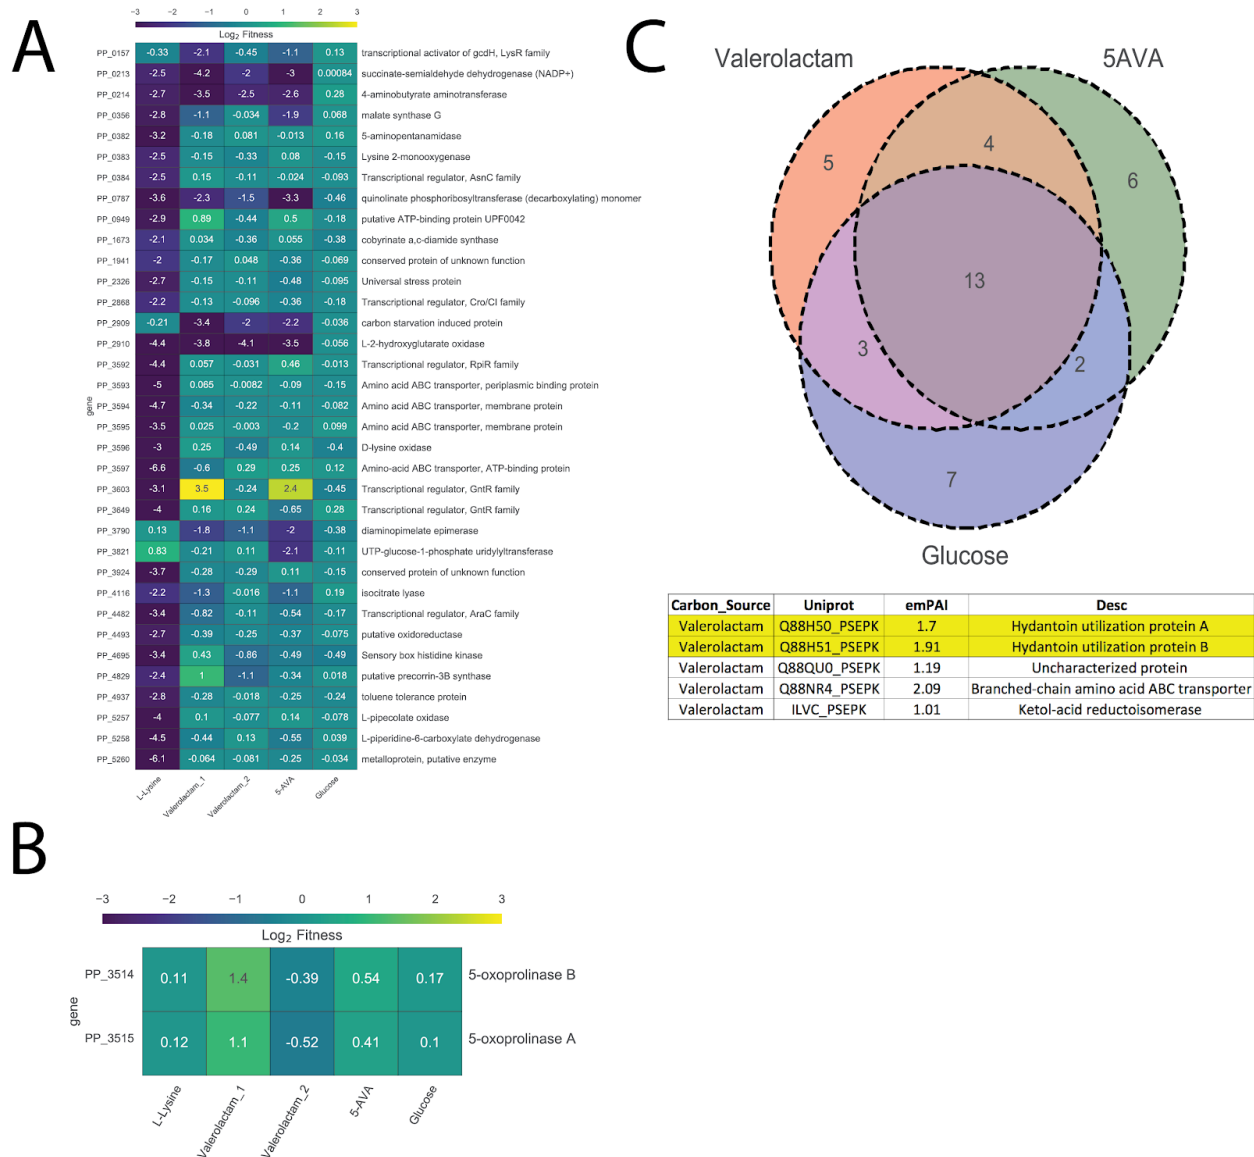 A
−3 −2 −1 0 1 2 3
Log2 Fitness
gene
PP_0157 -0.33 -2.1 -0.45 -1.1 0.13 transcriptional activator of gcdH, LysR family
PP_0213 -2.5 -4.2 -2 -3 0.00084 succinate-semialdehyde dehydrogenase (NADP+)
PP_0214 -2.7 -3.5 -2.5 -2.6 0.28 4-aminobutyrate aminotransferase
PP_0356 -2.8 -1.1 -0.034 -1.9 0.068 malate synthase G
PP_0382 -3.2 -0.18 0.081 -0.013 0.16 5-aminopentanamidase
PP_0383 -2.5 -0.15 -0.33 0.08 -0.15 Lysine 2-monooxygenase
PP_0384 -2.5 0.15 -0.11 -0.024 -0.093 Transcriptional regulator, AsnC family
PP_0787 -3.6 -2.3 -1.5 -3.3 -0.46 quinolinate phosphoribosyltransferase (decarboxylating) monomer
PP_0949 -2.9 0.89 -0.44 0.5 -0.18 putative ATP-binding protein UPF0042
PP_1673 -2.1 0.034 -0.36 0.055 -0.38 cobyrinate a,c-diamide synthase
PP_1941 -2 -0.17 0.048 -0.36 -0.069 conserved protein of unknown function
PP_2326 -2.7 -0.15 -0.11 -0.48 -0.095 Universal stress protein
PP_2868 -2.2 -0.13 -0.096 -0.36 -0.18 Transcriptional regulator, Cro/CI family
PP_2909 -0.21 -3.4 -2 -2.2 -0.036 carbon starvation induced protein
PP_2910 -4.4 -3.8 -4.1 -3.5 -0.056 L-2-hydroxyglutarate oxidase
PP_3592 -4.4 0.057 -0.031 0.46 -0.013 Transcriptional regulator, RpiR family
PP_3593 -5 0.065 -0.0082 -0.09 -0.15 Amino acid ABC transporter, periplasmic binding protein
PP_3594 -4.7 -0.34 -0.22 -0.11 -0.082 Amino acid ABC transporter, membrane protein
PP_3595 -3.5 0.025 -0.003 -0.2 0.099 Amino acid ABC transporter, membrane protein
PP_3596 -3 0.25 -0.49 0.14 -0.4 D-lysine oxidase
PP_3597 -6.6 -0.6 0.29 0.25 0.12 Amino-acid ABC transporter, ATP-binding protein
PP_3603 -3.1 3.5 -0.24 2.4 -0.45 Transcriptional regulator, GntR family
PP_3649 -4 0.16 0.24 -0.65 0.28 Transcriptional regulator, GntR family
PP_3790 0.13 -1.8 -1.1 -2 -0.38 diaminopimelate epimerase
PP_3821 0.83 -0.21 0.11 -2.1 -0.11 UTP-glucose-1-phosphate uridylyltransferase
PP_3924 -3.7 -0.28 -0.29 0.11 -0.15 conserved protein of unknown function
PP_4116 -2.2 -1.3 -0.016 -1.1 0.19 isocitrate lyase
PP_4482 -3.4 -0.82 -0.11 -0.54 -0.17 Transcriptional regulator, AraC family
PP_4493 -2.7 -0.39 -0.25 -0.37 -0.075 putative oxidoreductase
PP_4695 -3.4 0.43 -0.86 -0.49 -0.49 Sensory box histidine kinase
PP_4829 -2.4 1 -1.1 -0.34 0.018 putative precorrin-3B synthase
PP_4937 -2.8 -0.28 -0.018 -0.25 -0.24 toluene tolerance protein
PP_5257 -4 0.1 -0.077 0.14 -0.078 L-pipecolate oxidase
PP_5258 -4.5 -0.44 0.13 -0.55 0.039 L-piperidine-6-carboxylate dehydrogenase
PP_5260 -6.1 -0.064 -0.081 -0.25 -0.034 metalloprotein, putative enzyme
L-Lysine Valerolactam_1 Valerolactam_2 5-AVA Glucose
B
−3 −2 −1 0 1 2 3
Log2 Fitness
gene
PP_3514 0.11 1.4 -0.39 0.54 0.17 5-oxoprolinase B
PP_3515 0.12 1.1 -0.52 0.41 0.1 5-oxoprolinase A
L-Lysine Valerolactam_1 Valerolactam_2 5-AVA Glucose
C
Valerolactam 5AVA
4
5 6
13
3 2
7
Glucose
Carbon_Source Uniprot emPAI Desc
Valerolactam Q88H50_PSEPK 1.7 Hydantoin utilization protein A
Valerolactam Q88H51_PSEPK 1.91 Hydantoin utilization protein B
Valerolactam Q88QU0_PSEPK 1.19 Uncharacterized protein
Valerolactam Q88NR4_PSEPK 2.09 Branched-chain amino acid ABC transporter
Valerolactam ILVC_PSEPK 1.01 Ketol-acid reductoisomerase